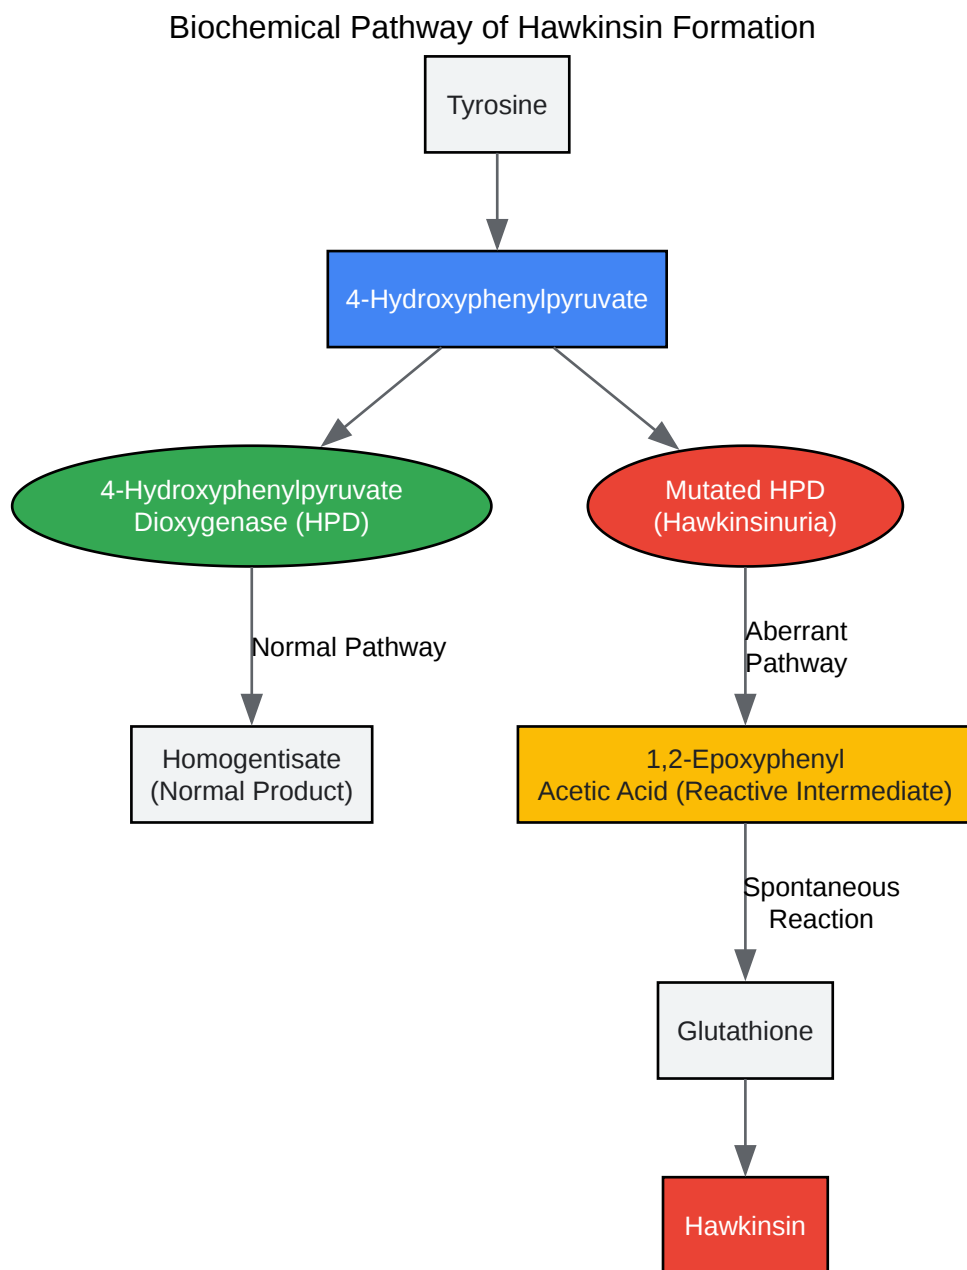 Biochemical Pathway of Hawkinsin Formation
Tyrosine
4-Hydroxyphenylpyruvate
4-Hydroxyphenylpyruvate
Dioxygenase (HPD)
Mutated HPD
(Hawkinsinuria)
Normal Pathway
Aberrant
Pathway
Homogentisate
(Normal Product)
1,2-Epoxyphenyl
Acetic Acid (Reactive Intermediate)
Spontaneous
Reaction
Glutathione
Hawkinsin